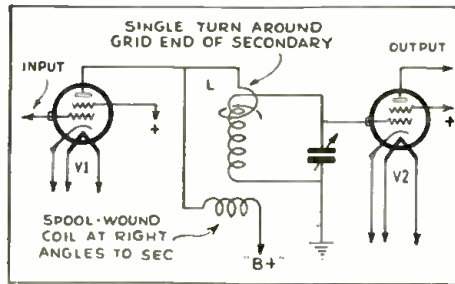 SINGLE TURN AROUND
GRID END OF SECONDARY
OUTPUT
INPUT
L
+
+
V1
V2
SPOOL-WOUND
COIL AT RIGHT
ANGLES TO SEC
"B+"